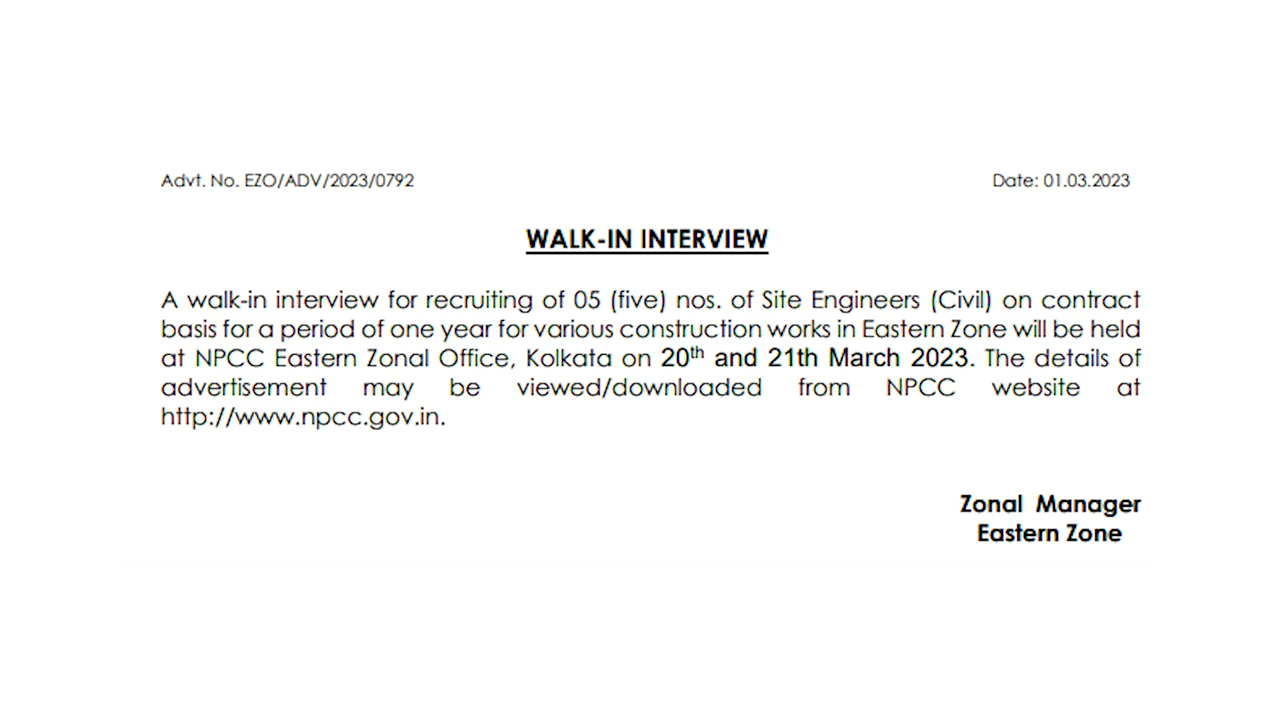 Advt. No. EZO/ADV/2023/0792 Date: 01.03.2023
WALK-IN INTERVIEW
A walk-in interview for recruiting of 05 (five) nos. of Site Engineers (Civil) on contract
basis for a period of one year for various construction works in Eastern Zone will be held
at NPCC Eastern Zonal Office, Kolkata on 20th and 21th March 2023. The details of
advertisement may be viewed/downloaded from NPCC website at
http://www.npcc.gov.in.
Zonal Manager
Eastern Zone